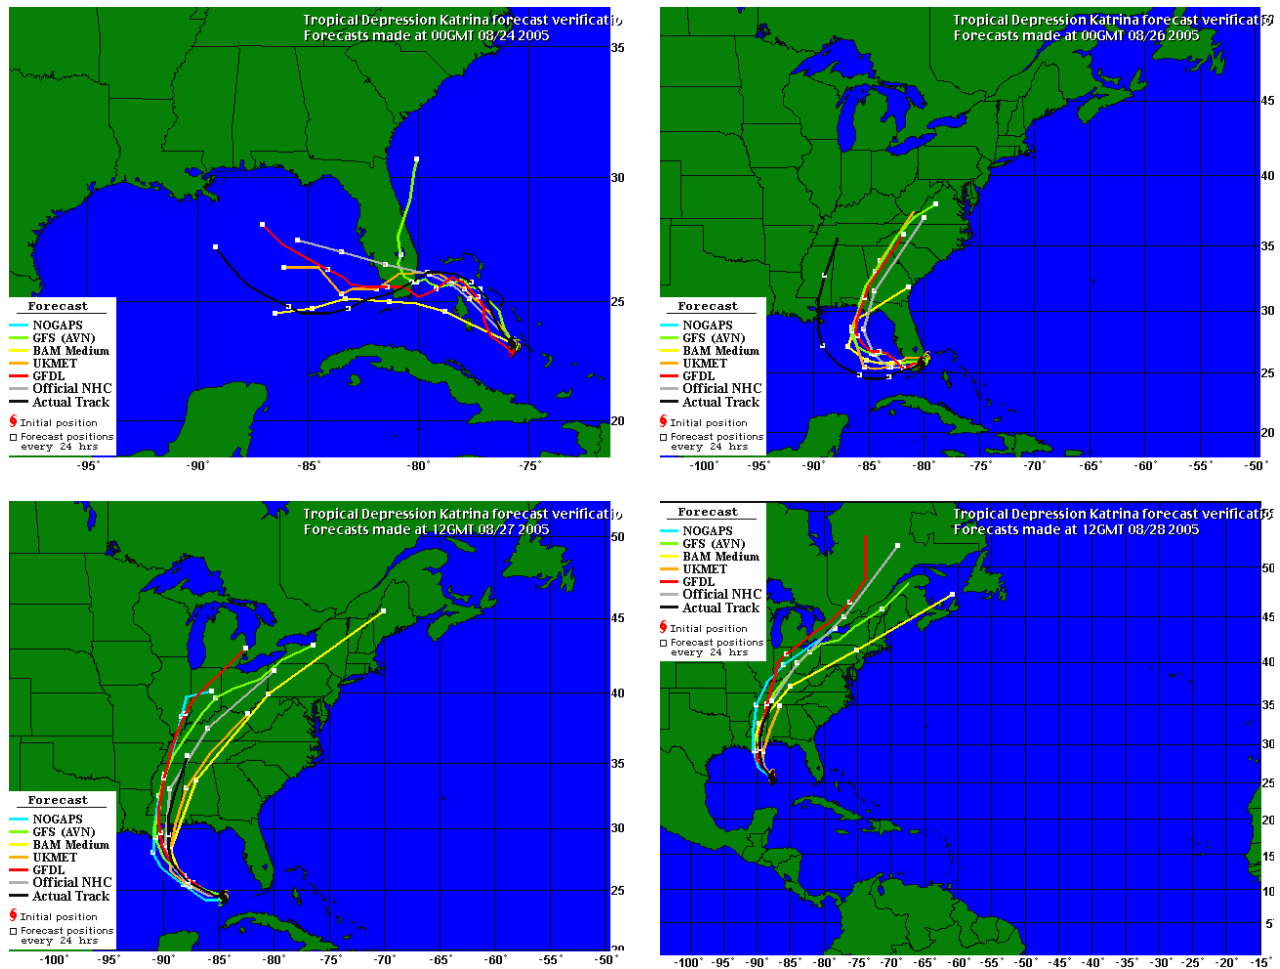 Tropical Depression Katrina forecast verificatio
Forecasts made at 00GMT 08/24 2005
35
30
25
20
-95°
-90°
-85°
-80°
-75°
Forecast
NOGAPS
GFS (AVN)
BAM Medium
UKMET
GFDL
Official NHC
Actual Track
Initial position
Forecast positions
every 24 hrs
Tropical Depression Katrina forecast verificatio
Forecasts made at 00GMT 08/26 2005
45
40
35
30
25
20
-100°
-95°
-90°
-85°
-80°
-75°
-70°
-65°
-60°
-55°
-50°
Forecast
NOGAPS
GFS (AVN)
BAM Medium
UKMET
GFDL
Official NHC
Actual Track
Initial position
Forecast positions
every 24 hrs
Tropical Depression Katrina forecast verificatio
Forecasts made at 12GMT 08/27 2005
50
45
40
35
30
25
20
-100°
-95°
-90°
-85°
-80°
-75°
-70°
-65°
-60°
-55°
-50°
Forecast
NOGAPS
GFS (AVN)
BAM Medium
UKMET
GFDL
Official NHC
Actual Track
Initial position
Forecast positions
every 24 hrs
Tropical Depression Katrina forecast verificatio
Forecasts made at 12GMT 08/28 2005
50
45
40
35
30
25
20
15
10
5°
-100°
-95°
-90°
-85°
-80°
-75°
-70°
-65°
-60°
-55°
-50°
-45°
-40°
-35°
-30°
-25°
-20°
-15°
Forecast
NOGAPS
GFS (AVN)
BAM Medium
UKMET
GFDL
Official NHC
Actual Track
Initial position
Forecast positions
every 24 hrs